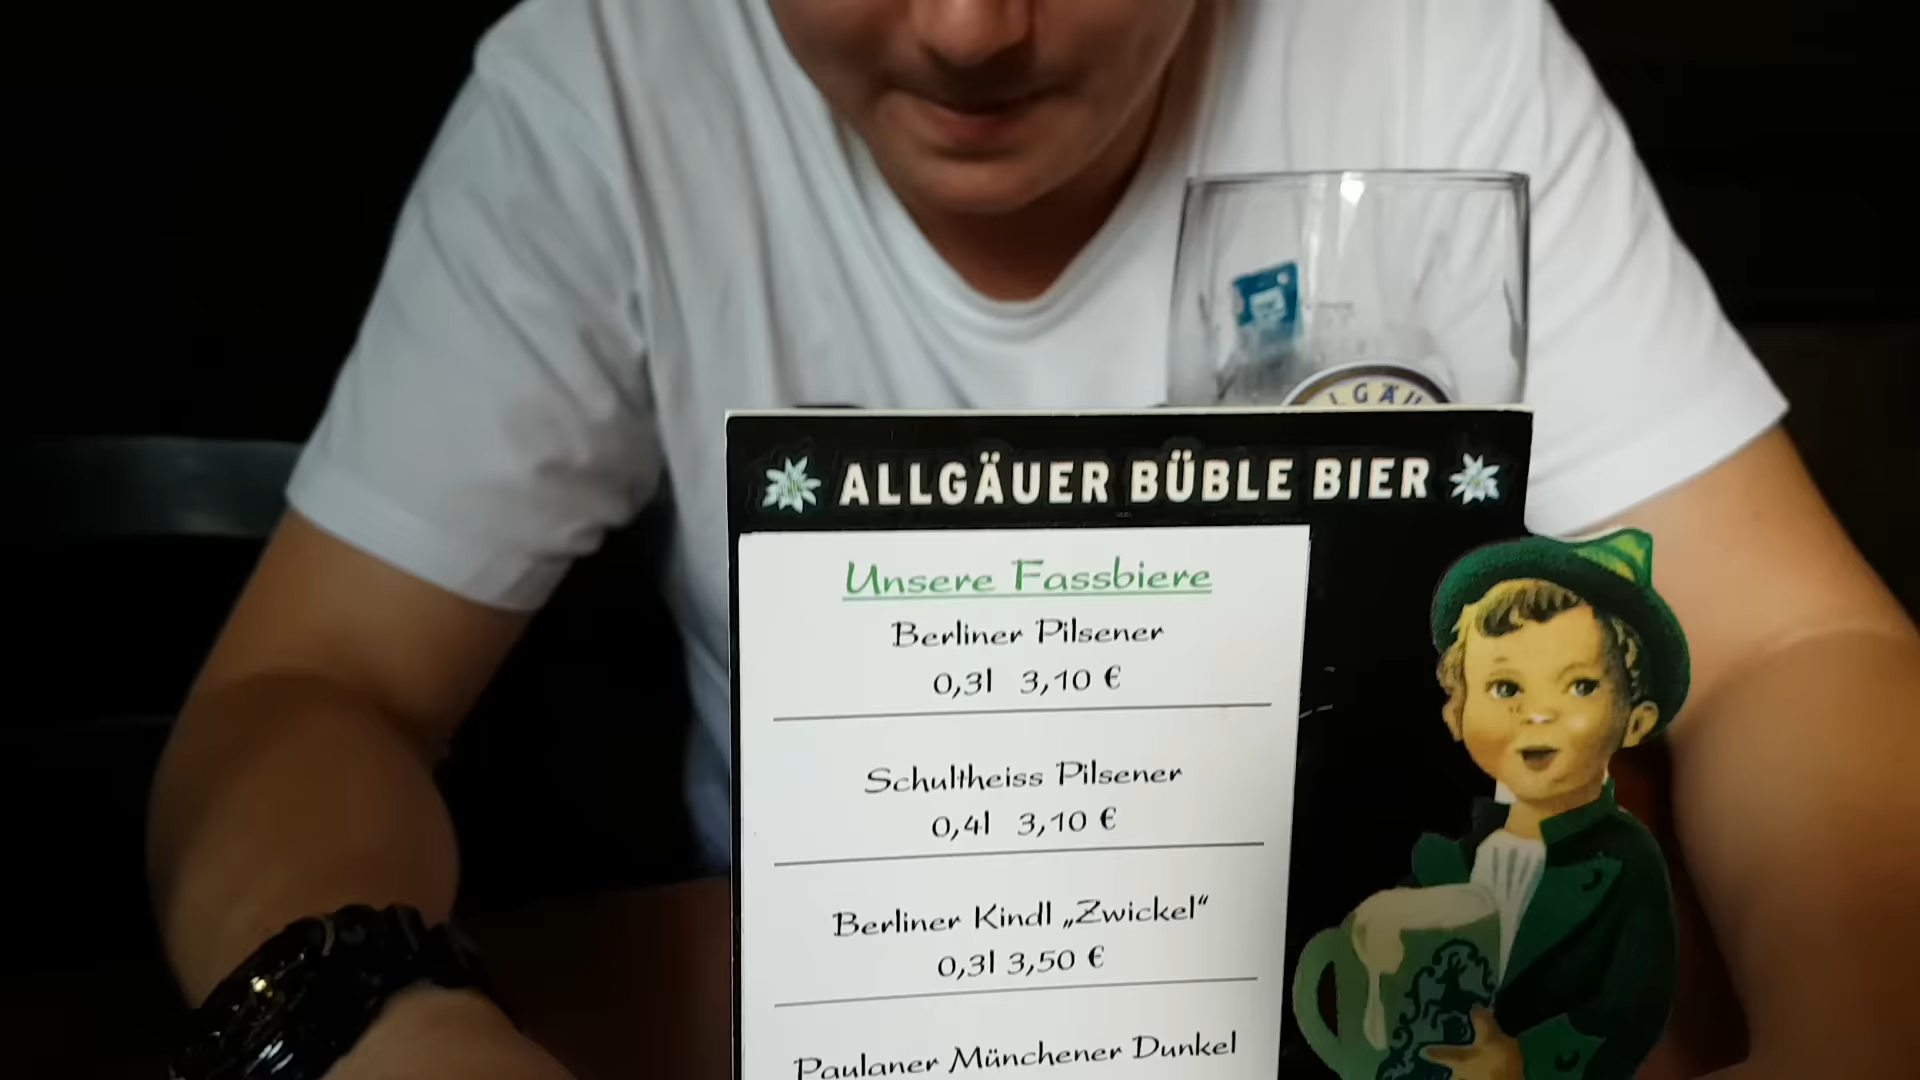 LGÄU
ALLGÄUER BÜBLE BIER
Unsere Fassbiere
Berliner Pilsener
0,3l 3,10 €
Schultheiss Pilsener
0,4l 3,10 €
Berliner Kindl „Zwickel“
0,3l 3,50 €
Paulaner Münchener Dunkel